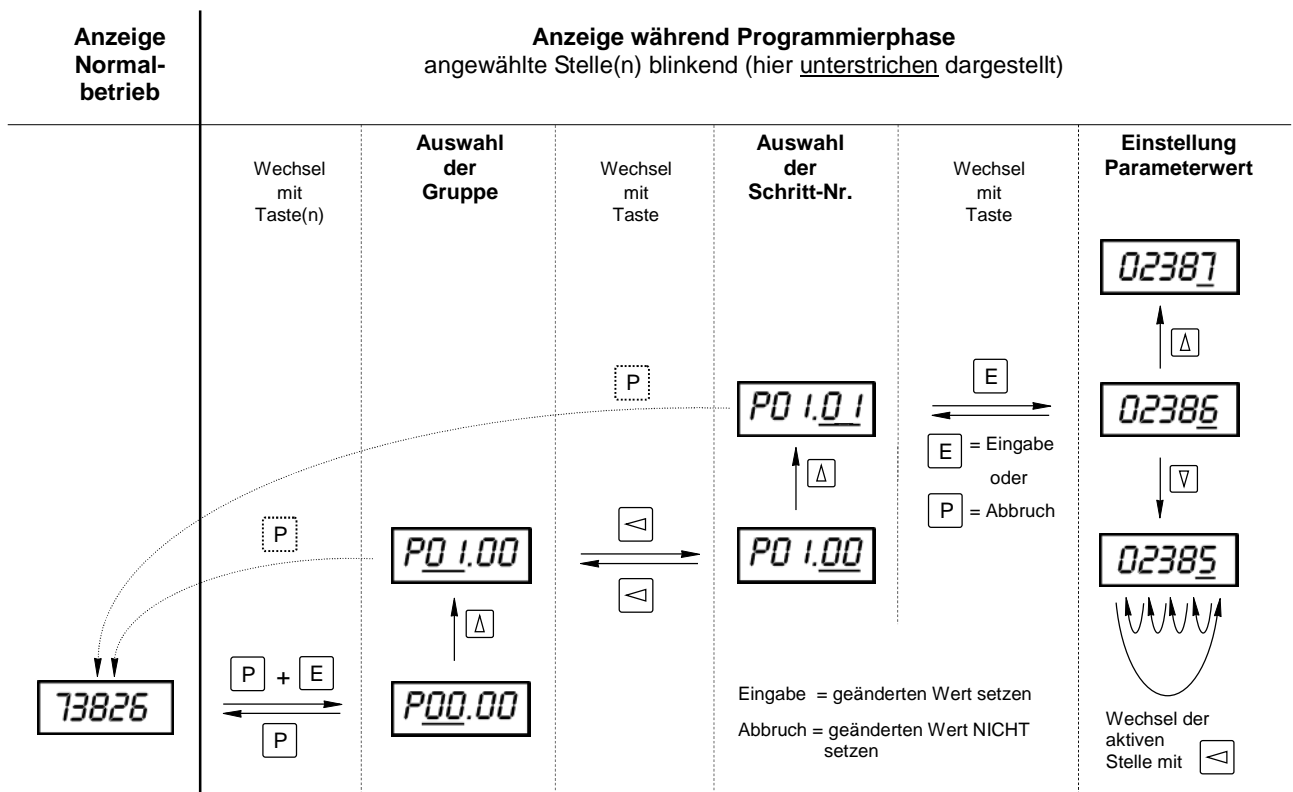 Anzeige
Normal-
betrieb
Anzeige während Programmierphase
angewählte Stelle(n) blinkend (hier unterstrichen dargestellt)
Wechsel
mit
Taste(n)
Auswahl
der
Gruppe
Wechsel
mit
Taste
Auswahl
der
Schritt-Nr.
Wechsel
mit
Taste
Einstellung
Parameterwert
02387
P
P01.01
E
02386
E = Eingabe
oder
P = Abbruch
P
P01.00
P01.00
02385
73826
P + E
P
P00.00
Eingabe = geänderten Wert setzen
Abbruch = geänderten Wert NICHT
setzen
Wechsel der
aktiven
Stelle mit